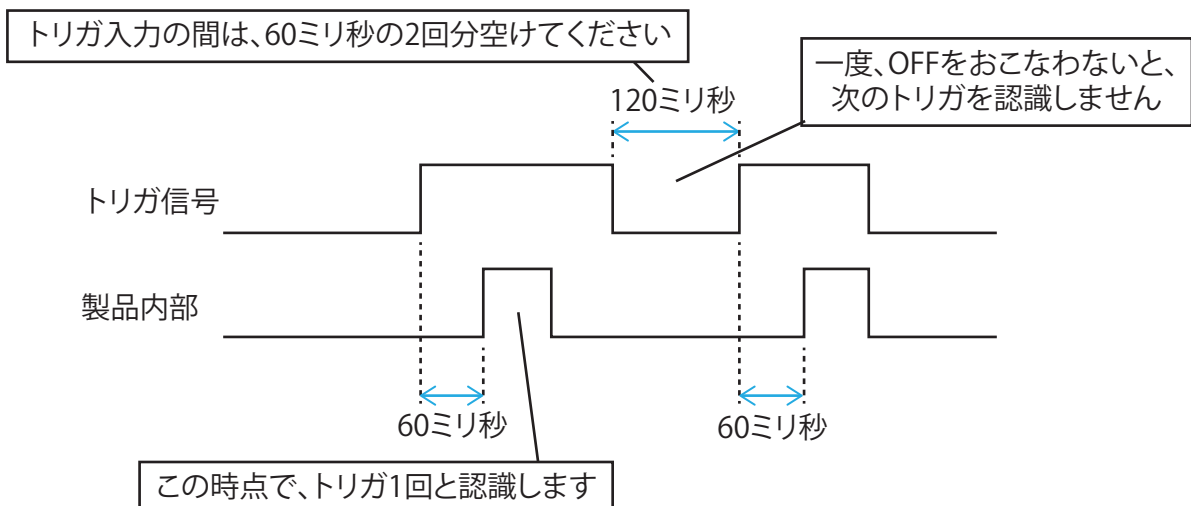 トリガ入力の間は、60ミリ秒の2回分空けてください
一度、OFFをおこなわないと、
次のトリガを認識しません
120ミリ秒
トリガ信号
製品内部
60ミリ秒
60ミリ秒
この時点で、トリガ1回と認識します